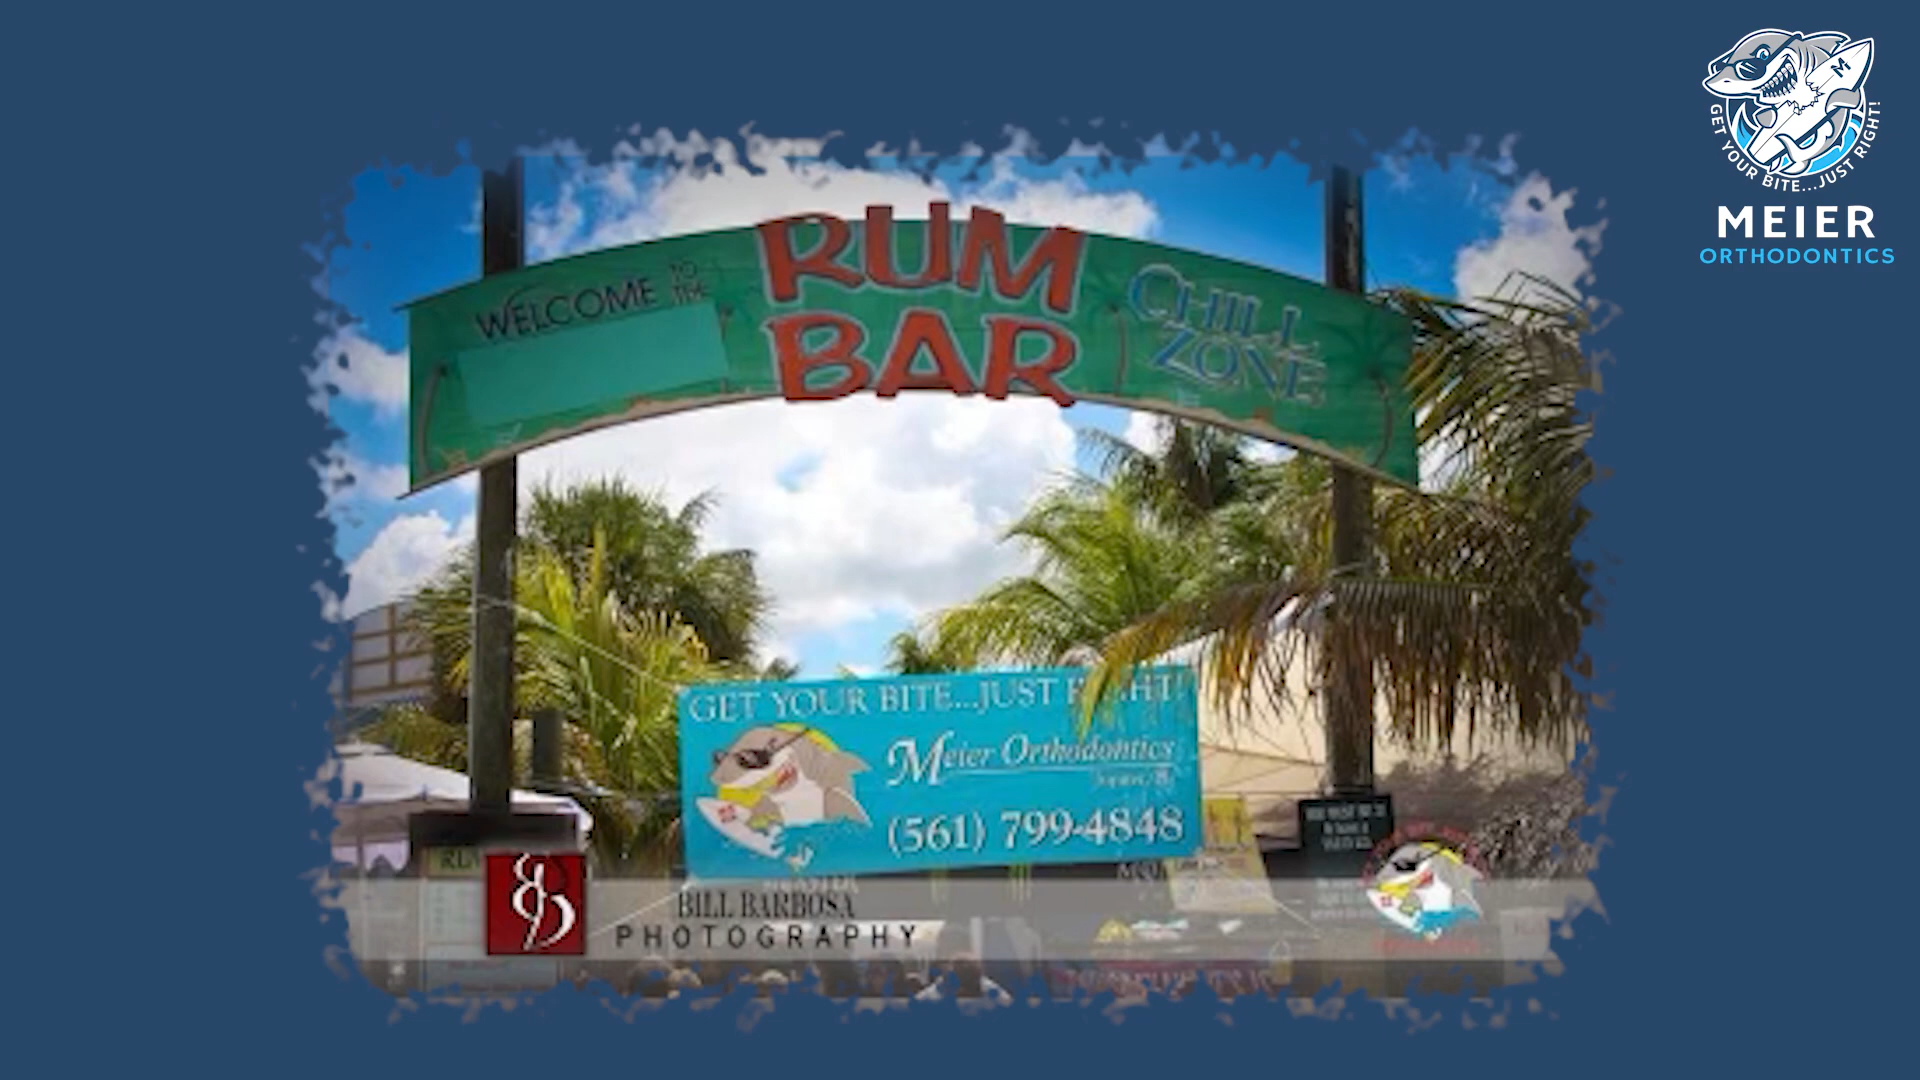 GET YOUR BITE...JUST RIGHT!
M
MEIER
ORTHODONTICS
WELCOME TO THE
RUM
BAR
CHILL
ZONE
GET YOUR BITE...JUST RIGHT!
Meier Orthodontics
(561) 799-4848
BILL BARBOSA
PHOTOGRAPHY